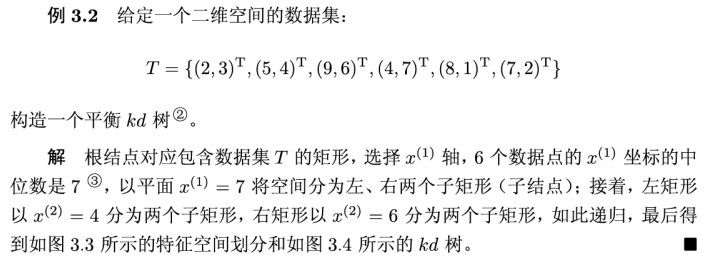 例 3.2 给定一个二维空间的数据集：
T = {(2,3)ᵀ, (5,4)ᵀ, (9,6)ᵀ, (4,7)ᵀ, (8,1)ᵀ, (7,2)ᵀ}
构造一个平衡 kd 树②。
解 根结点对应包含数据集 T 的矩形，选择 x⁽¹⁾ 轴，6 个数据点的 x⁽¹⁾ 坐标的中
位数是 7 ③，以平面 x⁽¹⁾ = 7 将空间分为左、右两个子矩形（子结点）；接着，左矩形
以 x⁽²⁾ = 4 分为两个子矩形，右矩形以 x⁽²⁾ = 6 分为两个子矩形，如此递归，最后得
到如图 3.3 所示的特征空间划分和如图 3.4 所示的 kd 树。 ■